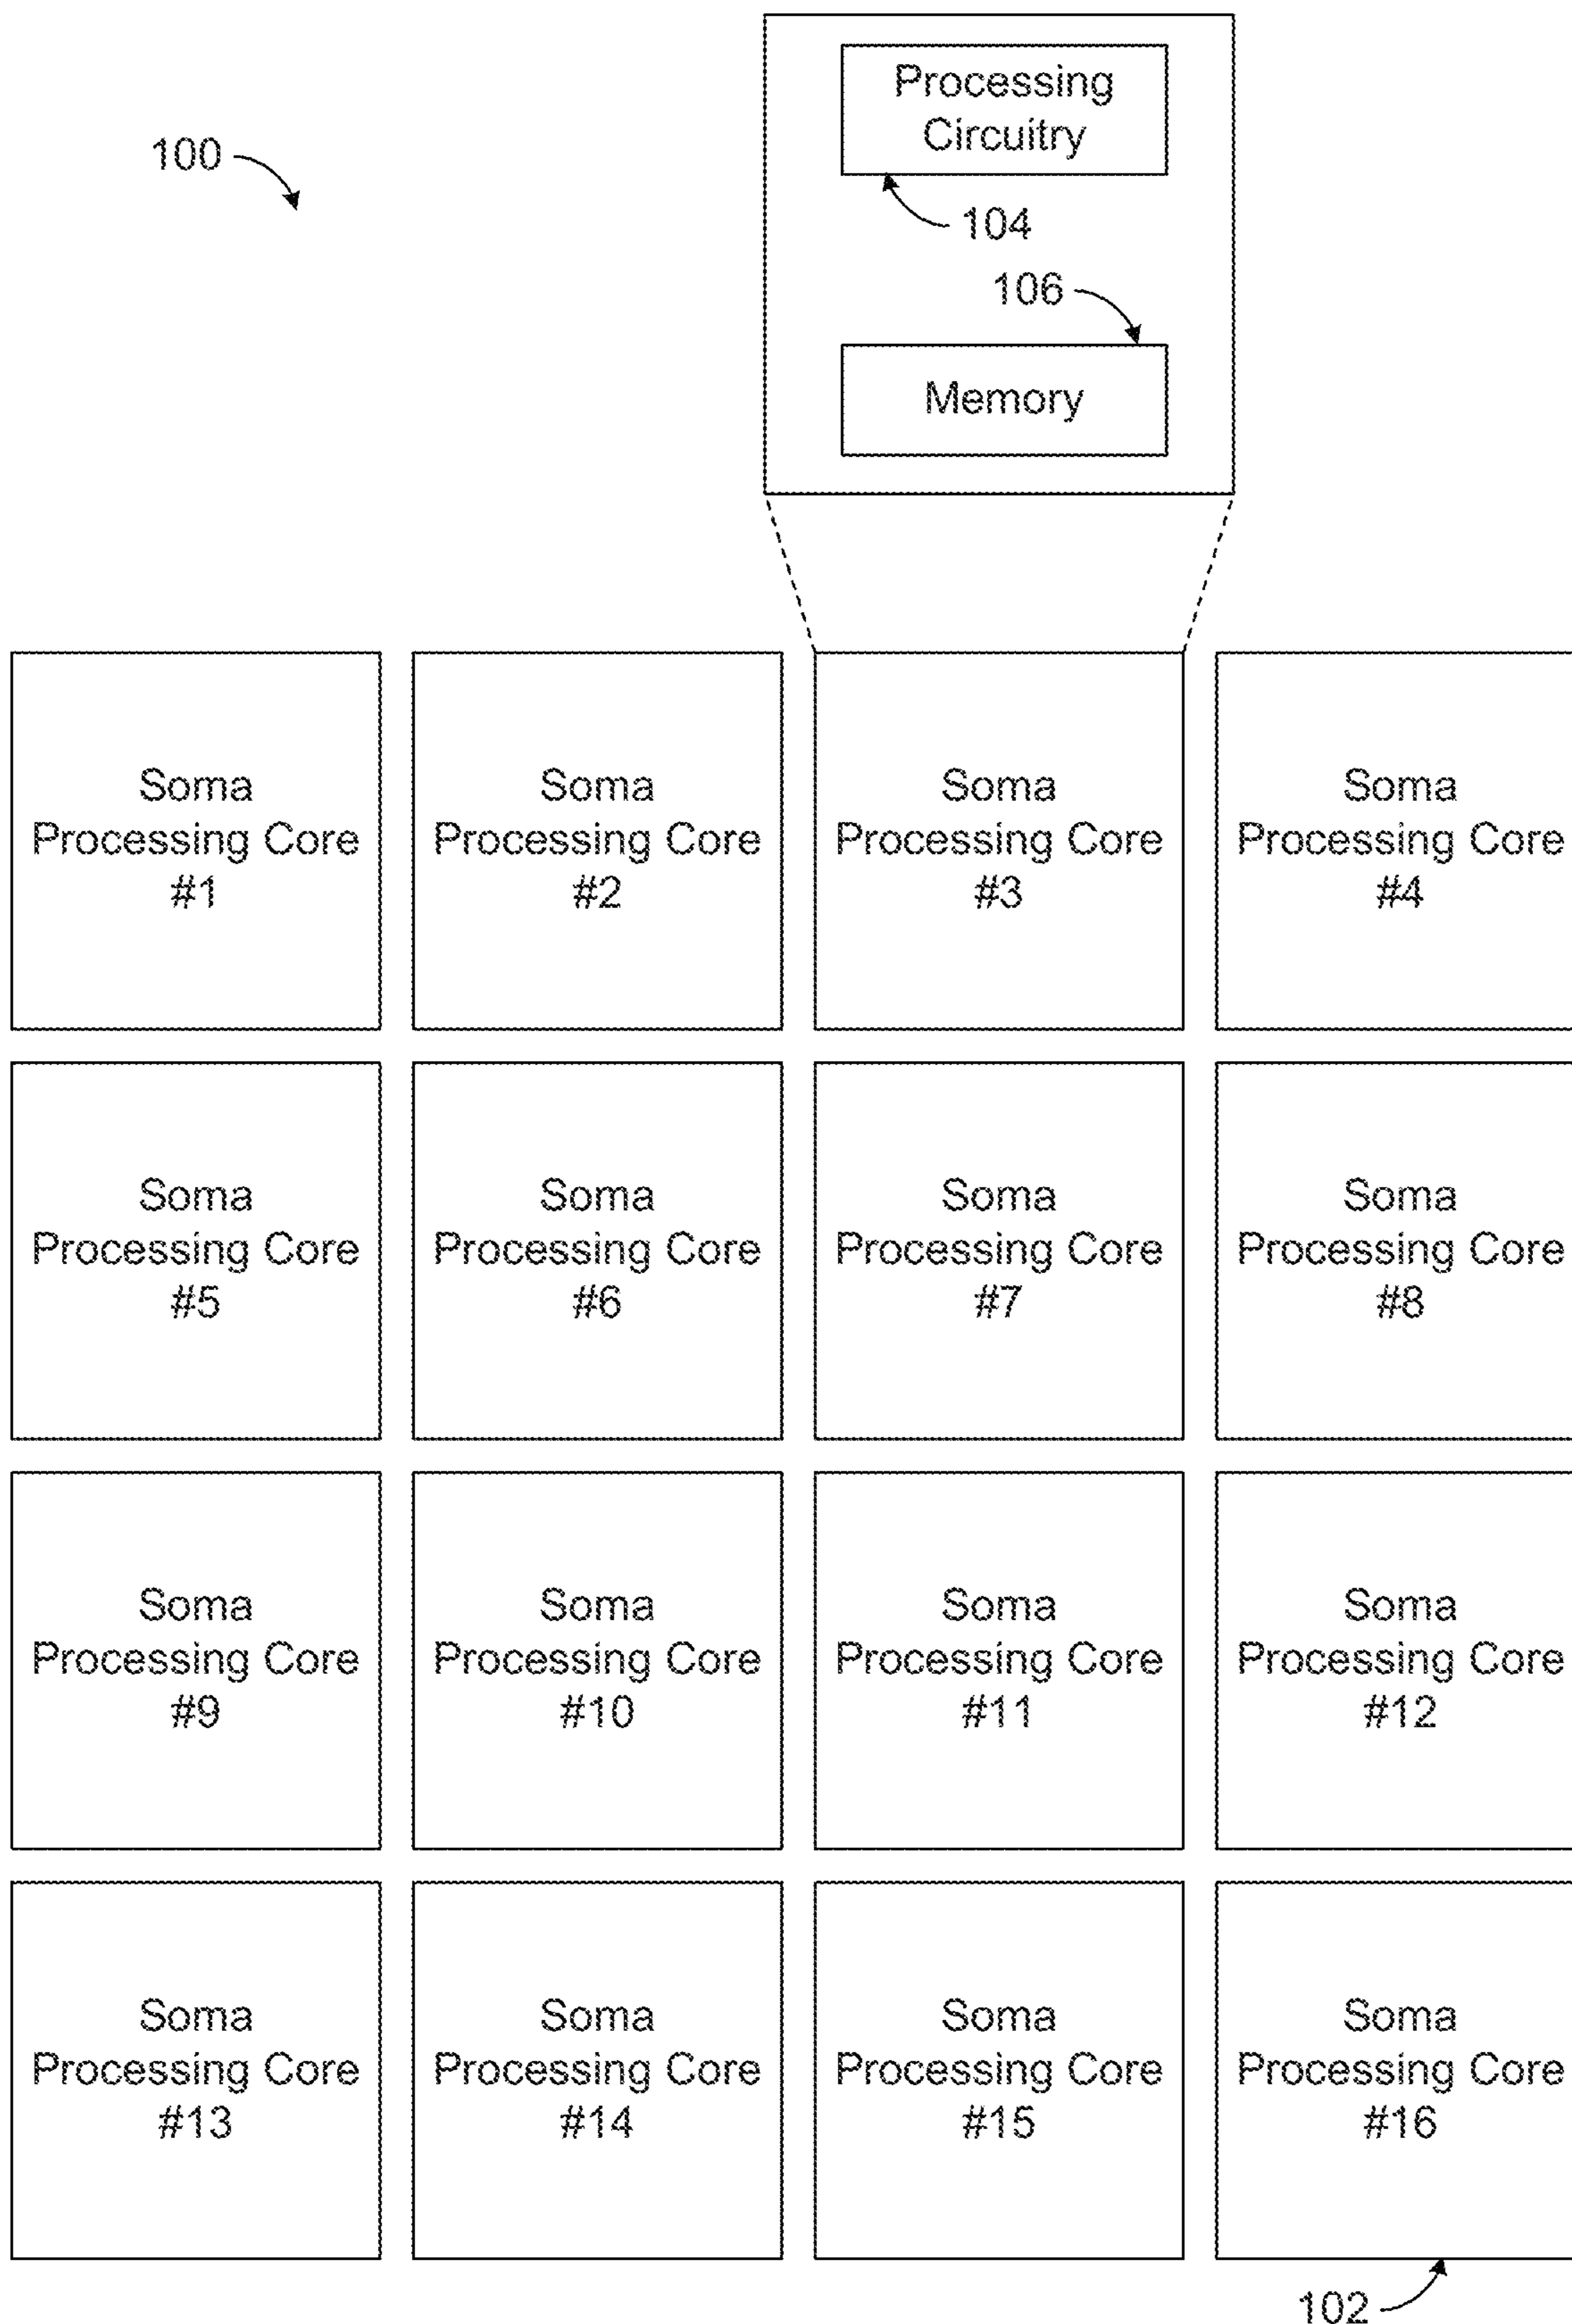 Processing
Circuitry
100
104
106
Memory
Soma
Processing Core
#1
Soma
Processing Core
#2
Soma
Processing Core
#3
Soma
Processing Core
#4
Soma
Processing Core
#5
Soma
Processing Core
#6
Soma
Processing Core
#7
Soma
Processing Core
#8
Soma
Processing Core
#9
Soma
Processing Core
#10
Soma
Processing Core
#11
Soma
Processing Core
#12
Soma
Processing Core
#13
Soma
Processing Core
#14
Soma
Processing Core
#15
Soma
Processing Core
#16
102